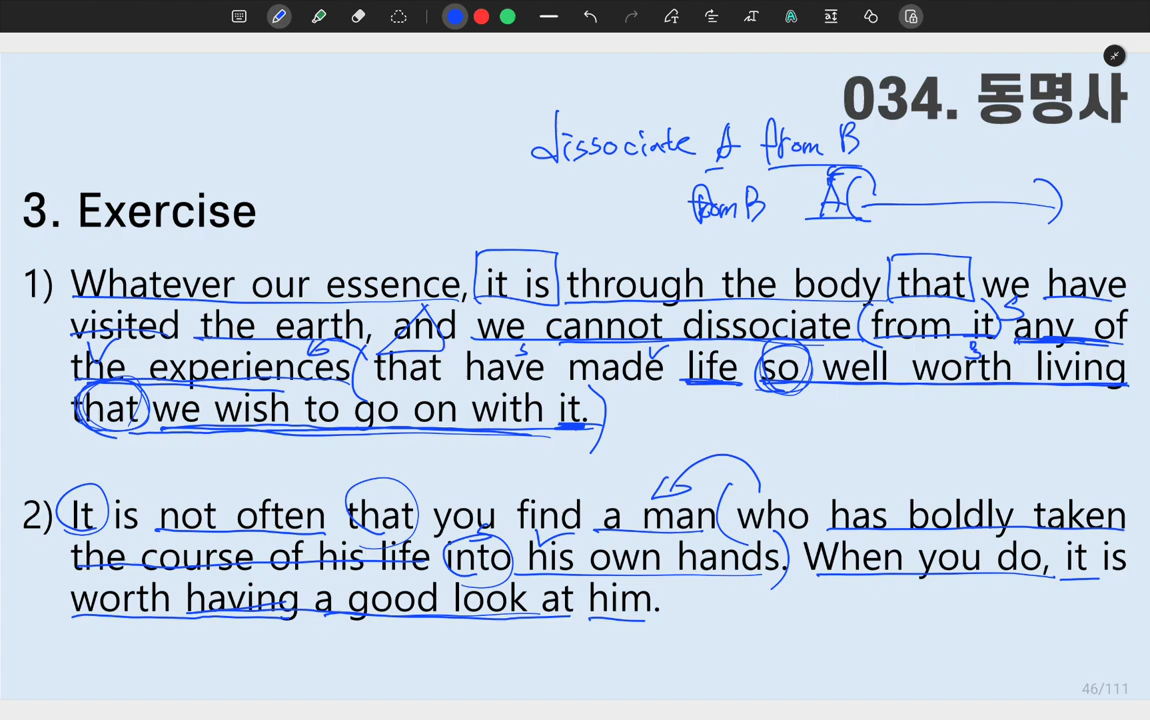 034. 동명사
dissociate A from B
from B A( )
3. Exercise
1) Whatever our essence, it is through the body that we have
visited the earth, and we cannot dissociate (from it) any of
the experiences (that have made life so well worth living
that we wish to go on with it.)
2) It is not often that you find a man (who has boldly taken
the course of his life into his own hands.) When you do, it is
worth having a good look at him.
46/111